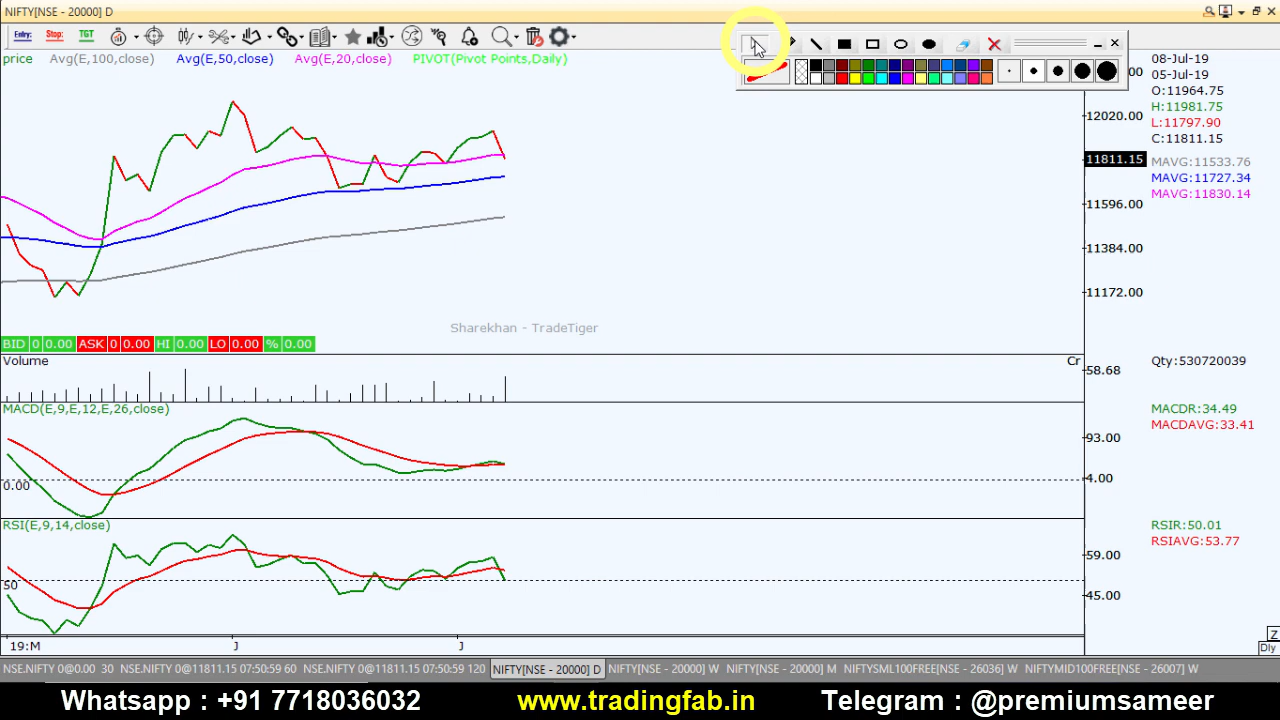 NIFTY[NSE - 20000] D
Entry: Stop: TGT
price Avg(E,100,close) Avg(E,50,close) Avg(E,20,close) PIVOT(Pivot Points,Daily)
08-Jul-19
05-Jul-19
O:11964.75
H:11981.75
L:11797.90
C:11811.15
MAVG:11533.76
MAVG:11727.34
MAVG:11830.14
12020.00
11811.15
11596.00
11384.00
11172.00
Sharekhan - TradeTiger
BID 0 0.00 ASK 0 0.00 HI 0.00 LO 0.00 % 0.00
Volume Cr
58.68
Qty:530720039
MACD(E,9,E,12,E,26,close)
MACDR:34.49
MACDAVG:33.41
93.00
4.00
0.00
RSI(E,9,14,close)
RSIR:50.01
RSIAVG:53.77
59.00
50
45.00
19:M J J
Z
Dly
NSE.NIFTY 0@0.00 30 NSE.NIFTY 0@11811.15 07:50:59 60 NSE.NIFTY 0@11811.15 07:50:59 120 NIFTY[NSE - 20000] D NIFTY[NSE - 20000] W NIFTY[NSE - 20000] M NIFTYSML100FREE[NSE - 26036] W NIFTYMID100FREE[NSE - 26007] W
Whatsapp : +91 7718036032 www.tradingfab.in Telegram : @premiumsameer